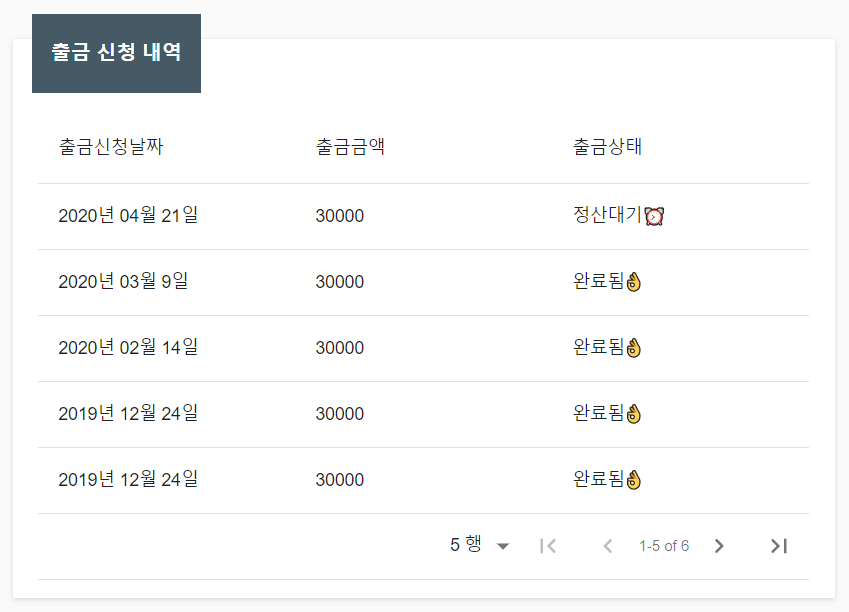 출금 신청 내역
출금신청날짜 출금금액 출금상태
2020년 04월 21일 30000 정산대기⏰
2020년 03월 9일 30000 완료됨👌
2020년 02월 14일 30000 완료됨👌
2019년 12월 24일 30000 완료됨👌
2019년 12월 24일 30000 완료됨👌
5 행 1-5 of 6